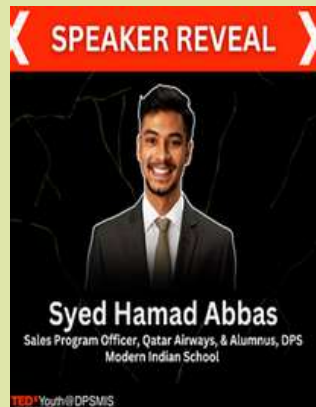 SPEAKER REVEAL
Syed Hamad Abbas
Sales Program Officer, Qatar Airways, & Alumnus, DPS
Modern Indian School
TEDxYouth@DPSMIS